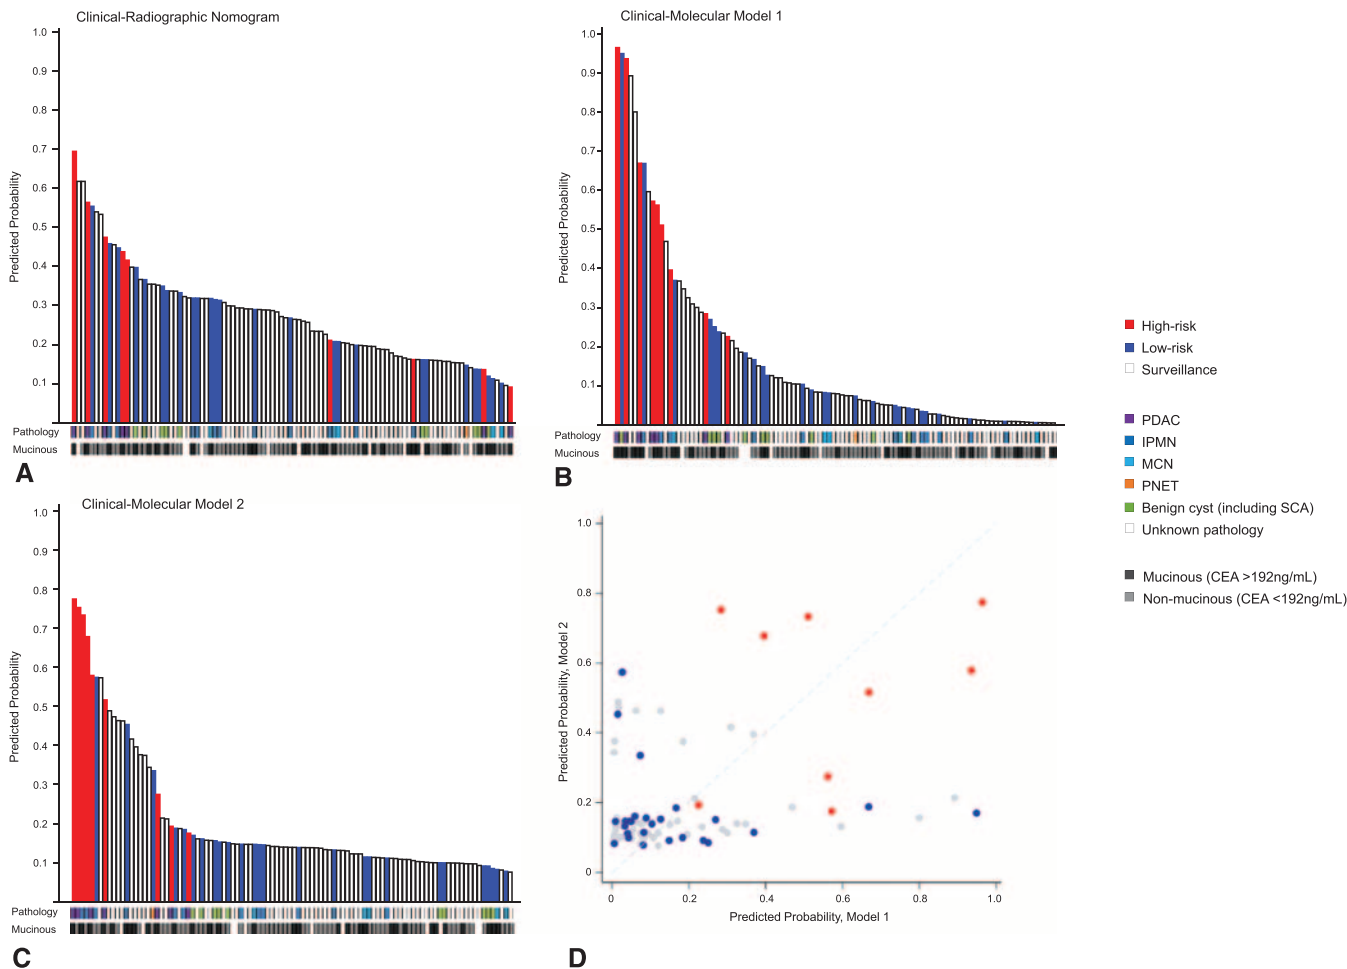 Clinical-Radiographic Nomogram
1.0
0.9
0.8
0.7
0.6
0.5
0.4
0.3
0.2
0.1
Predicted Probability
Pathology
Mucinous
A
Clinical-Molecular Model 1
1.0
0.9
0.8
0.7
0.6
0.5
0.4
0.3
0.2
0.1
Predicted Probability
Pathology
Mucinous
B
Clinical-Molecular Model 2
1.0
0.9
0.8
0.7
0.6
0.5
0.4
0.3
0.2
0.1
Predicted Probability
Pathology
Mucinous
C
1.0
0.8
0.6
0.4
0.2
0
Predicted Probability, Model 2
0 0.2 0.4 0.6 0.8 1.0
Predicted Probability, Model 1
D
High-risk
Low-risk
Surveillance
PDAC
IPMN
MCN
PNET
Benign cyst (including SCA)
Unknown pathology
Mucinous (CEA >192ng/mL)
Non-mucinous (CEA <192ng/mL)